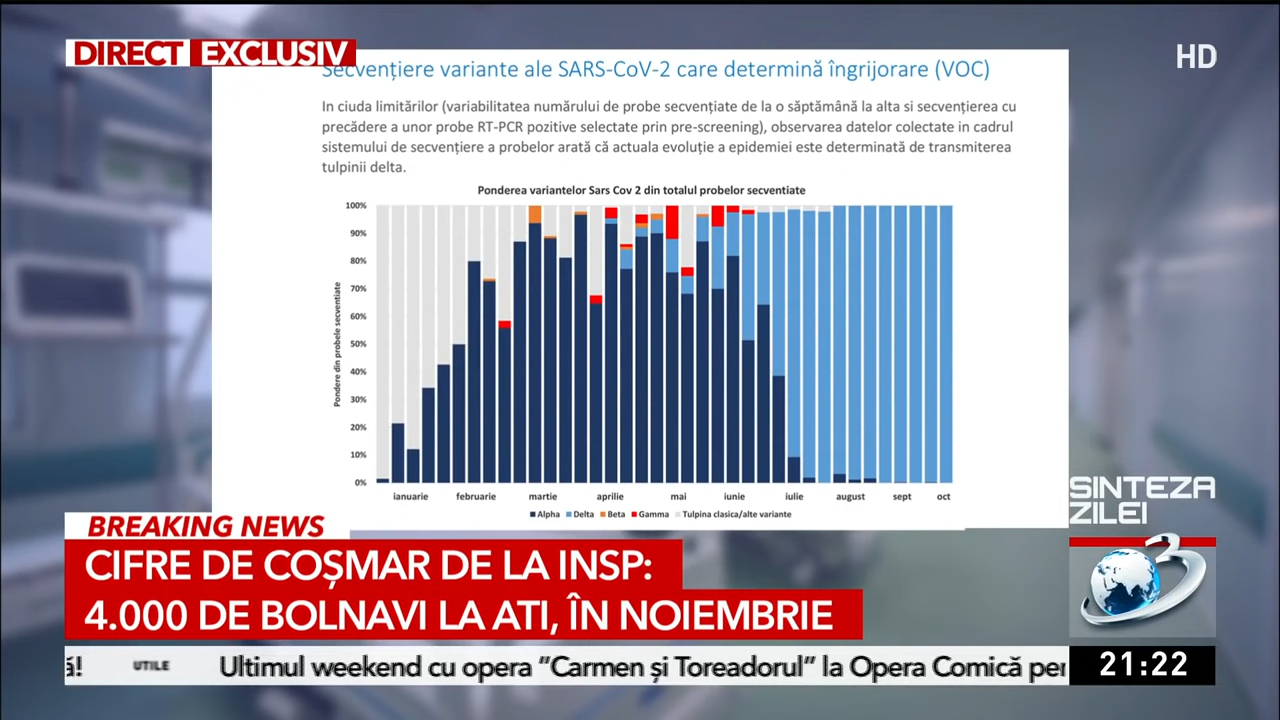 DIRECT EXCLUSIV
HD
Secvențiere variante ale SARS-CoV-2 care determină îngrijorare (VOC)
In ciuda limitărilor (variabilitatea numărului de probe secvențiate de la o săptămână la alta si secvențierea cu
precădere a unor probe RT-PCR pozitive selectate prin pre-screening), observarea datelor colectate in cadrul
sistemului de secvențiere a probelor arată că actuala evoluție a epidemiei este determinată de transmiterea
tulpinii delta.
Ponderea variantelor Sars Cov 2 din totalul probelor secventiate
Pondere din probele secventiate
100%
90%
80%
70%
60%
50%
40%
30%
20%
10%
0%
ianuarie februarie martie aprilie mai iunie iulie august sept oct
Alpha Delta Beta Gamma Tulpina clasica/alte variante
SINTEZA
ZILEI
BREAKING NEWS
CIFRE DE COȘMAR DE LA INSP:
4.000 DE BOLNAVI LA ATI, ÎN NOIEMBRIE
3
ă! UTILE Ultimul weekend cu opera "Carmen și Toreadorul" la Opera Comică per
21:22